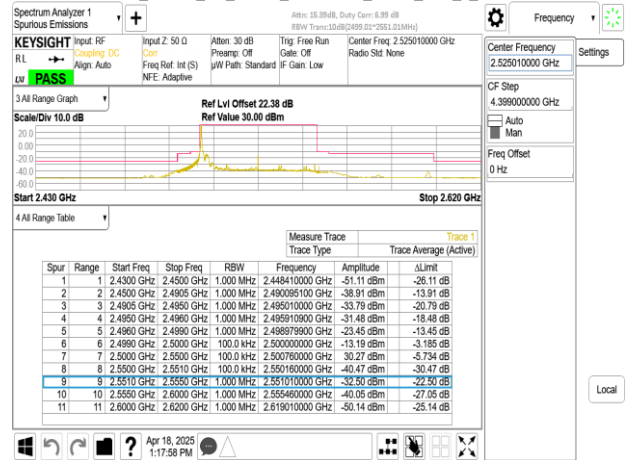 Spectrum Analyzer 1
Spurious Emissions
Attn: 15.39dB, Duty Corr: 6.99 dB
RBW Trans:10dB(2499.01~2551.01MHz)
Frequency
KEYSIGHT
RL
LXI PASS
Input: RF
Coupling: DC
Align: Auto
Input Z: 50 Ω
Corr
Freq Ref: Int (S)
NFE: Adaptive
Atten: 30 dB
Preamp: Off
µW Path: Standard
Trig: Free Run
Gate: Off
IF Gain: Low
Center Freq: 2.525010000 GHz
Radio Std: None
Center Frequency
2.525010000 GHz
Settings
CF Step
4.399000000 GHz
Auto
Man
Freq Offset
0 Hz
Local
3 All Range Graph
Scale/Div 10.0 dB
Ref Lvl Offset 22.38 dB
Ref Value 30.00 dBm
20.0
0.00
-20.0
-40.0
-60.0
Start 2.430 GHz
Stop 2.620 GHz
4 All Range Table
Measure Trace Trace 1
Trace Type Trace Average (Active)
Spur Range Start Freq Stop Freq RBW Frequency Amplitude ΔLimit
1 1 2.4300 GHz 2.4500 GHz 1.000 MHz 2.448410000 GHz -51.11 dBm -26.11 dB
2 2 2.4500 GHz 2.4905 GHz 1.000 MHz 2.490095100 GHz -38.91 dBm -13.91 dB
3 3 2.4905 GHz 2.4950 GHz 1.000 MHz 2.495010000 GHz -33.79 dBm -20.79 dB
4 4 2.4950 GHz 2.4960 GHz 1.000 MHz 2.495910900 GHz -31.48 dBm -18.48 dB
5 5 2.4960 GHz 2.4990 GHz 1.000 MHz 2.498979900 GHz -23.45 dBm -13.45 dB
6 6 2.4990 GHz 2.5000 GHz 100.0 kHz 2.500000000 GHz -13.19 dBm -3.185 dB
7 7 2.5000 GHz 2.5500 GHz 100.0 kHz 2.500760000 GHz 30.27 dBm -5.734 dB
8 8 2.5500 GHz 2.5510 GHz 100.0 kHz 2.550160000 GHz -40.47 dBm -30.47 dB
9 9 2.5510 GHz 2.5550 GHz 1.000 MHz 2.551010000 GHz -32.50 dBm -22.50 dB
10 10 2.5550 GHz 2.6000 GHz 1.000 MHz 2.555460000 GHz -40.05 dBm -27.05 dB
11 11 2.6000 GHz 2.6200 GHz 1.000 MHz 2.619010000 GHz -50.14 dBm -25.14 dB
Apr 18, 2025
1:17:58 PM